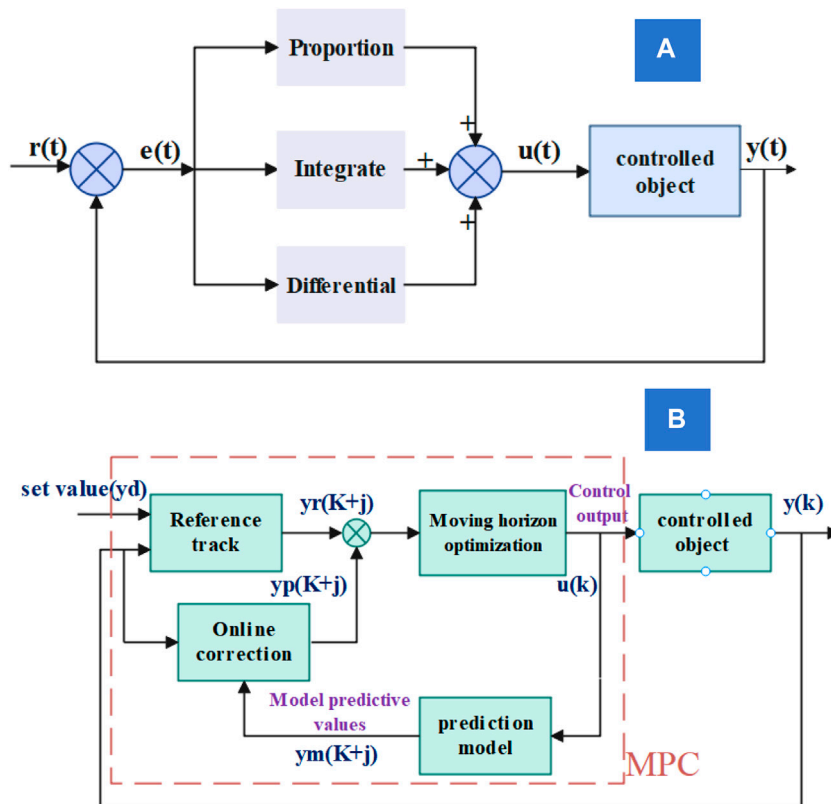 A
Proportion
+
r(t)
e(t)
Integrate
+
u(t)
controlled
object
y(t)
+
Differential
B
set value(yd)
Reference
track
yr(K+j)
Moving horizon
optimization
Control
output
controlled
object
y(k)
yp(K+j)
u(k)
Online
correction
Model predictive
values
ym(K+j)
prediction
model
MPC